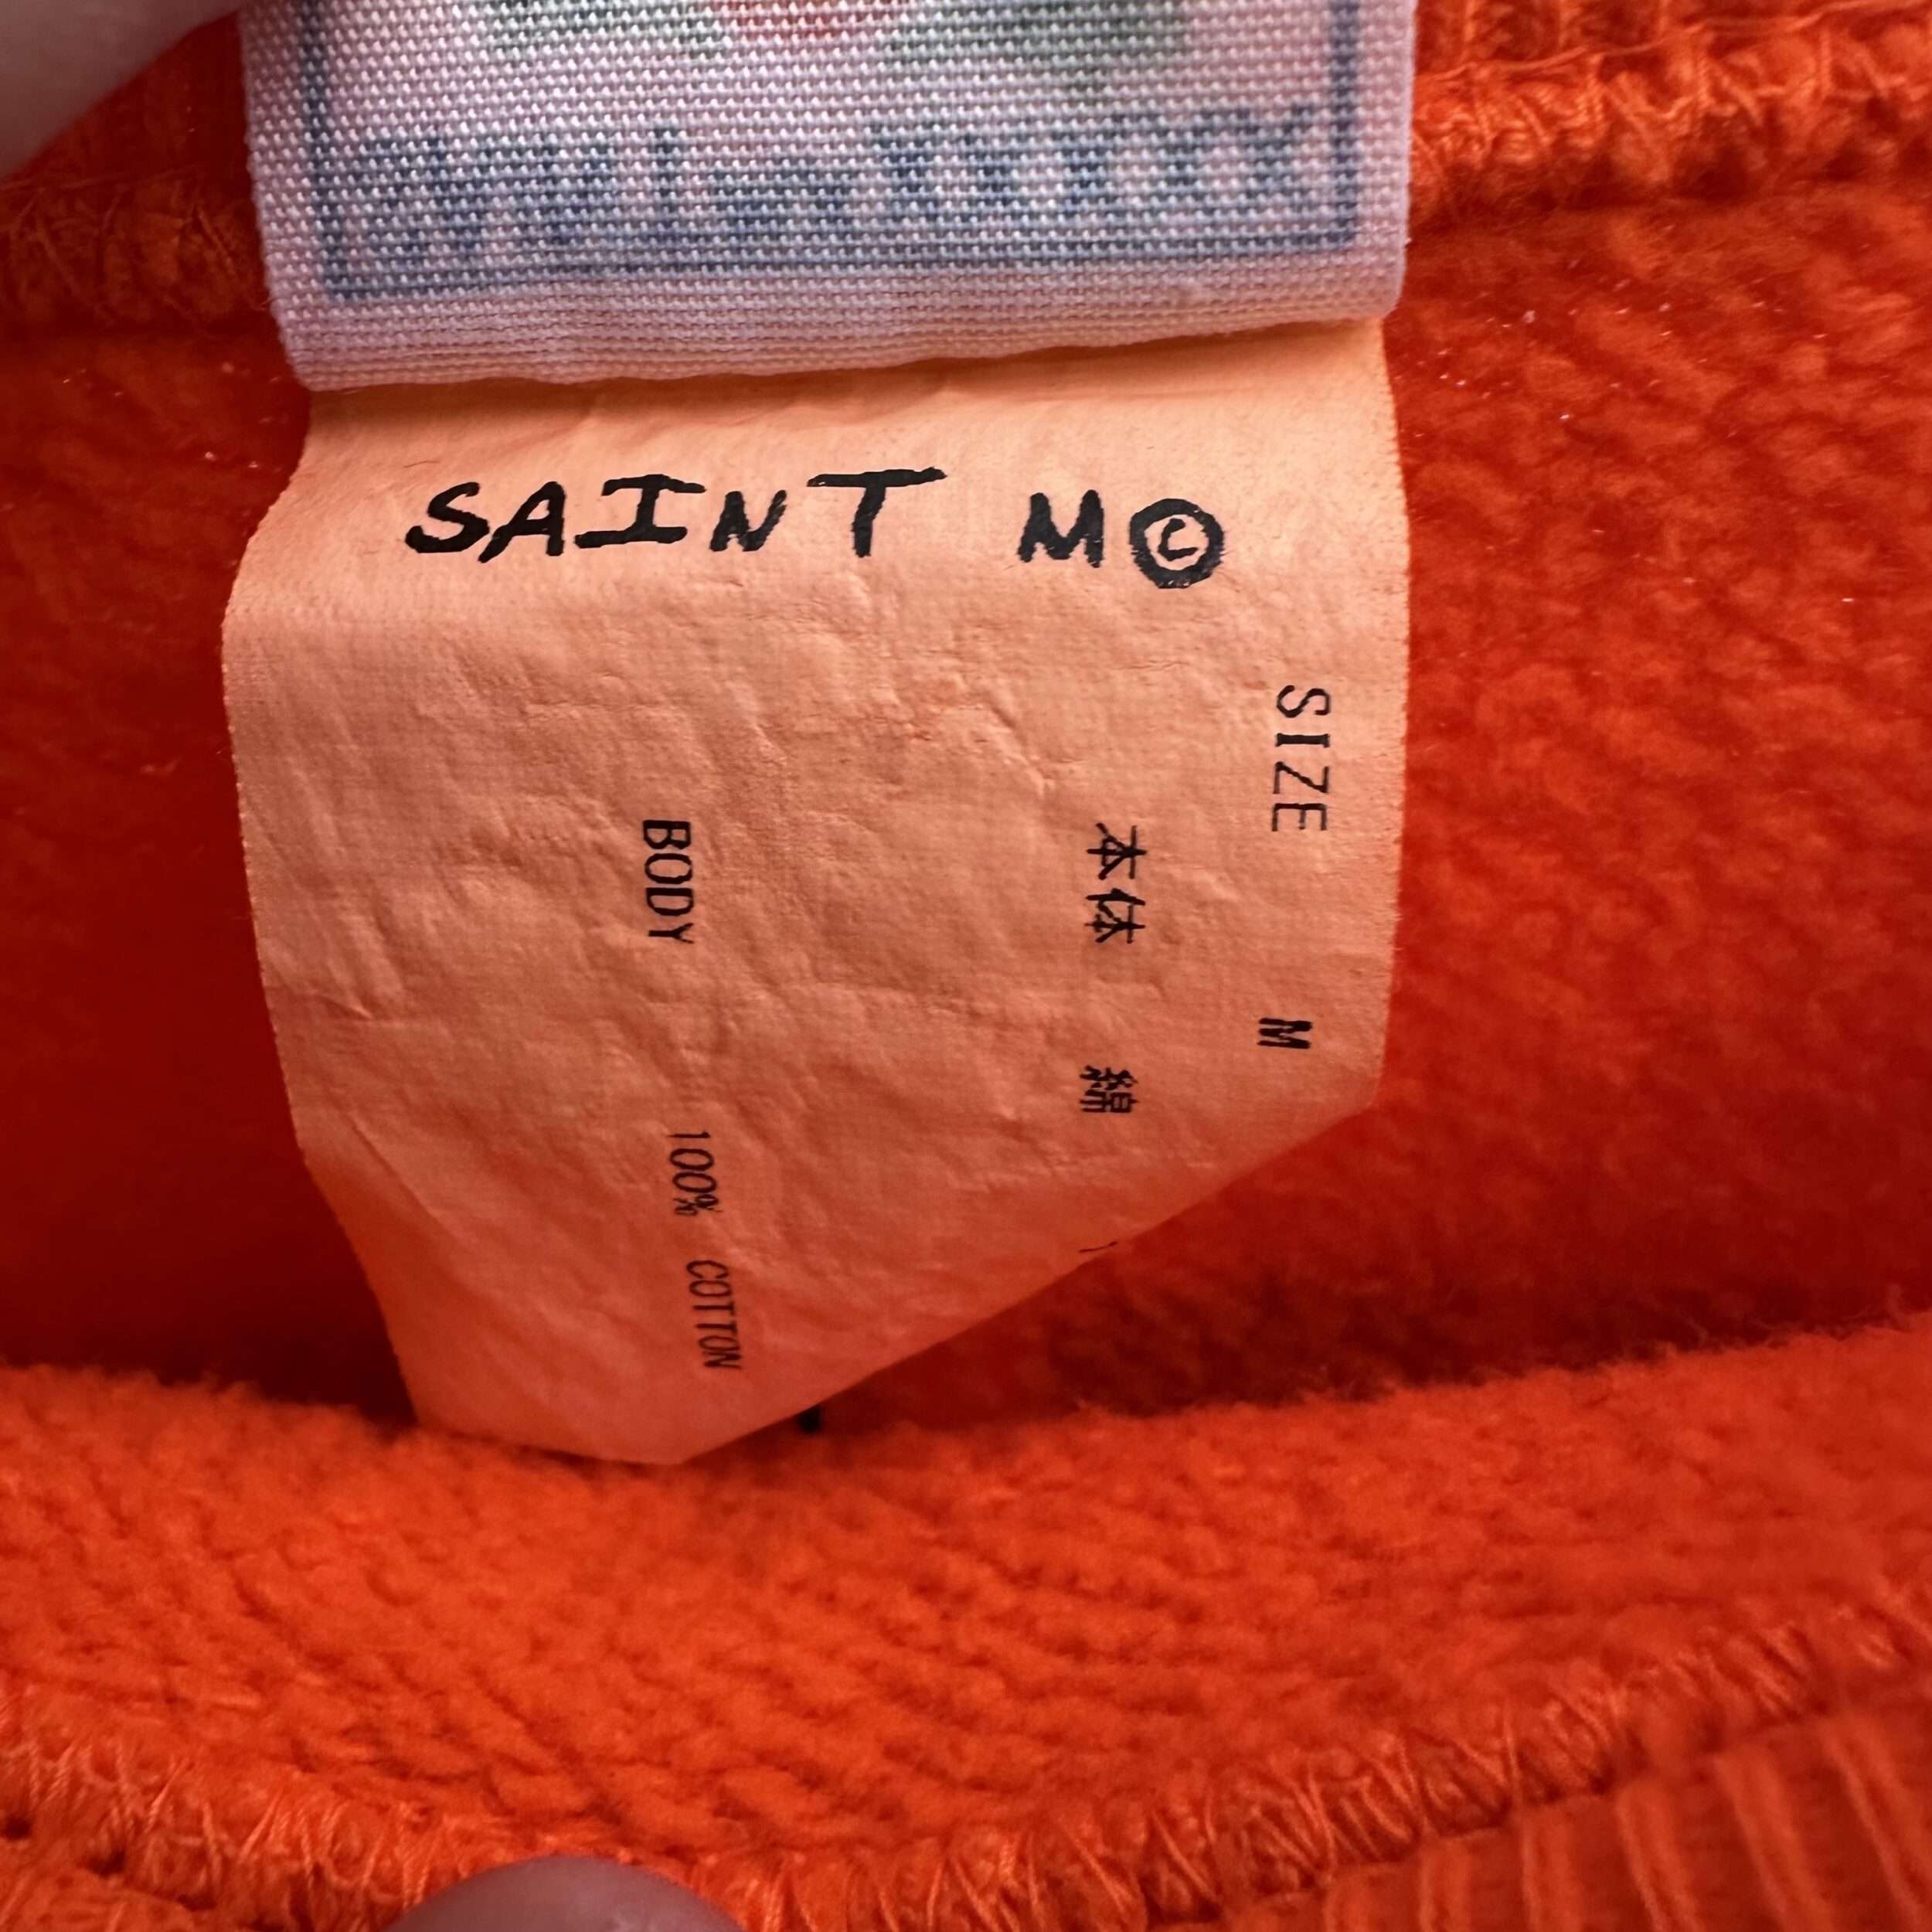 SAINT M©
SIZE M
本体 綿
BODY 100% COTTON